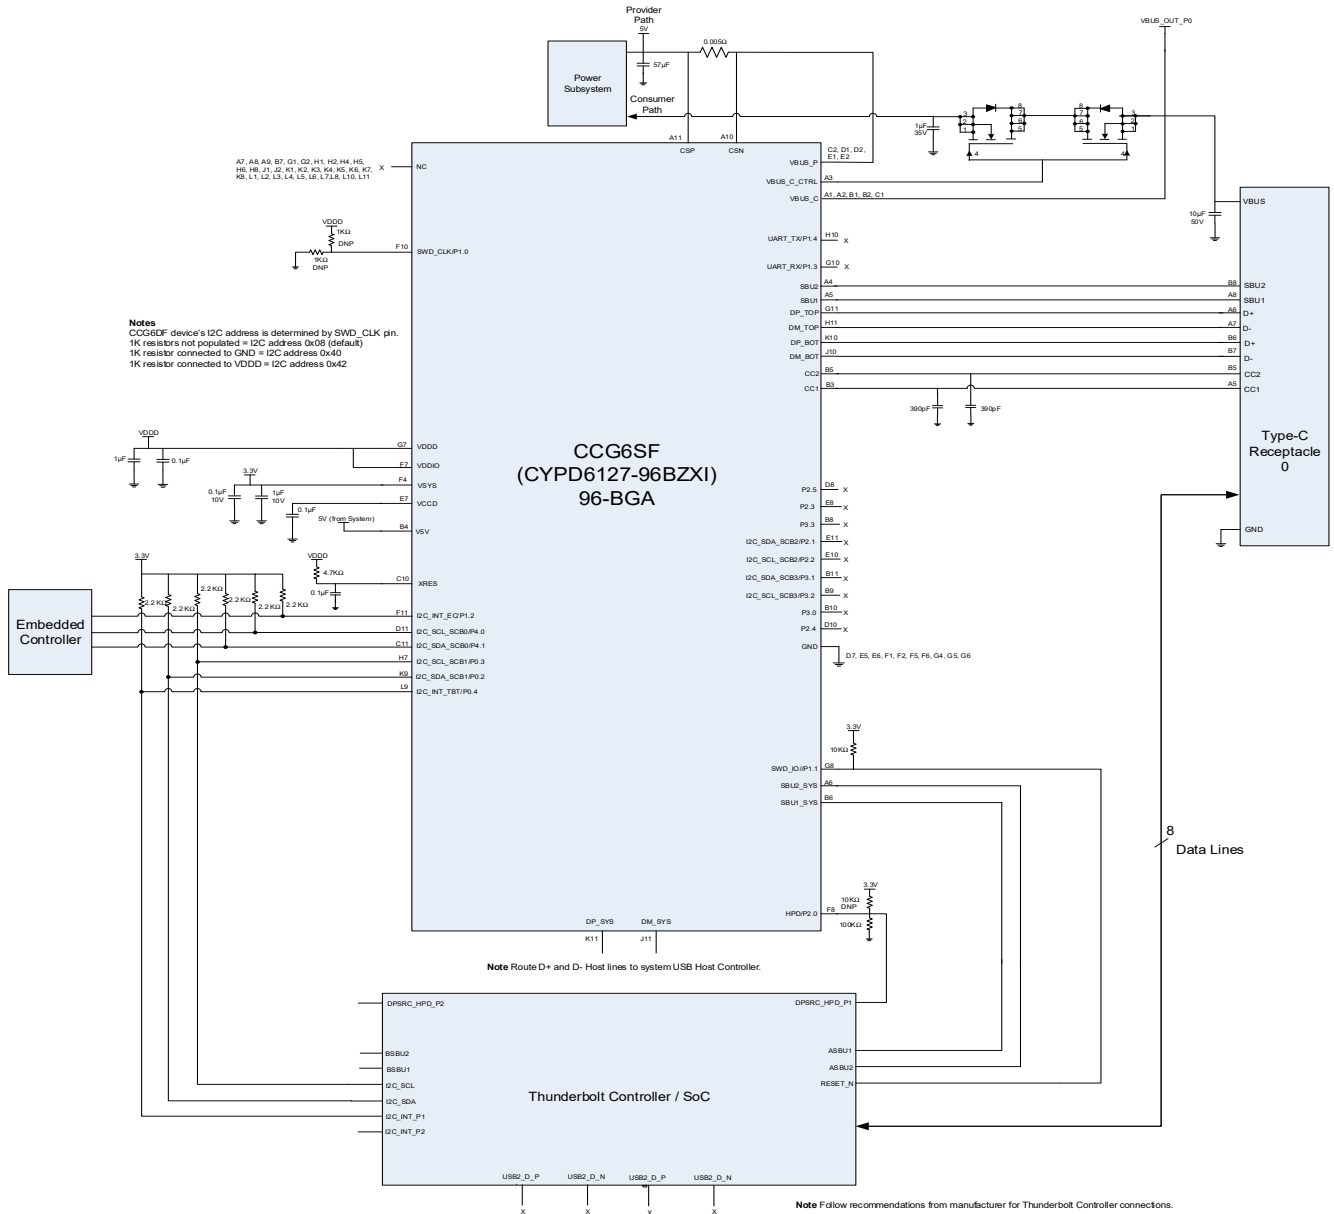 Provider
Path
5V
0.005Ω
57µF
Power
Subsystem
Consumer
Path
VBUS_OUT_P0
1µF
35V
3
2
1
8
7
6
5
4
8
7
6
5
3
2
1
4
A11
A10
CSP
CSN
A7, A8, A9, B7, G1, G2, H1, H2, H4, H5,
H6, H8, J1, J2, K1, K2, K3, K4, K5, K6, K7,
K8, L1, L2, L3, L4, L5, L6, L7,L8, L10, L11
X
NC
VBUS_P
C2, D1, D2,
E1, E2
VBUS_C_CTRL
A3
VBUS_C
A1, A2, B1, B2, C1
10µF
50V
VBUS
VDDD
1KΩ
DNP
1KΩ
DNP
F10
SWD_CLK/P1.0
UART_TX/P1.4
H10
X
UART_RX/P1.3
G10
X
SBU2
A4
B8
SBU2
SBU1
A5
A8
SBU1
DP_TOP
G11
A6
D+
DM_TOP
H11
A7
D-
DP_BOT
K10
B6
D+
DM_BOT
J10
B7
D-
CC2
B5
B5
CC2
CC1
B3
A5
CC1
390pF
390pF
Notes
CCG6DF device's I2C address is determined by SWD_CLK pin.
1K resistors not populated = I2C address 0x08 (default)
1K resistor connected to GND = I2C address 0x40
1K resistor connected to VDDD = I2C address 0x42
CCG6SF
(CYPD6127-96BZXI)
96-BGA
Type-C
Receptacle
0
GND
VDDD
1µF
0.1µF
G7
VDDD
F7
VDDIO
3.3V
0.1µF
10V
1µF
10V
F4
VSYS
E7
VCCD
0.1µF
5V (from System)
B4
V5V
VDDD
4.7KΩ
0.1µF
C10
XRES
P2.5
D8
X
P2.3
E8
X
P3.3
B8
X
I2C_SDA_SCB2/P2.1
E11
X
I2C_SCL_SCB2/P2.2
E10
X
I2C_SDA_SCB3/P3.1
B11
X
I2C_SCL_SCB3/P3.2
B9
X
P3.0
B10
X
P2.4
D10
X
GND
D7, E5, E6, F1, F2, F5, F6, G4, G5, G6
3.3V
2.2 KΩ
2.2 KΩ
2.2 KΩ
2.2 KΩ
2.2 KΩ
2.2 KΩ
Embedded
Controller
F11
I2C_INT_EC/P1.2
D11
I2C_SCL_SCB0/P4.0
C11
I2C_SDA_SCB0/P4.1
H7
I2C_SCL_SCB1/P0.3
K9
I2C_SDA_SCB1/P0.2
L9
I2C_INT_TBT/P0.4
3.3V
10KΩ
SWD_IO//P1.1
G8
SBU2_SYS
A6
SBU1_SYS
B6
8
Data Lines
3.3V
10KΩ
DNP
100KΩ
HPD/P2.0
F8
DP_SYS
DM_SYS
K11
J11
Note Route D+ and D- Host lines to system USB Host Controller.
DPSRC_HPD_P2
DPSRC_HPD_P1
BSBU2
BSBU1
I2C_SCL
I2C_SDA
I2C_INT_P1
I2C_INT_P2
ASBU1
ASBU2
RESET_N
Thunderbolt Controller / SoC
USB2_D_P
USB2_D_N
USB2_D_P
USB2_D_N
X
X
X
X
Note Follow recommendations from manufacturer for Thunderbolt Controller connections.